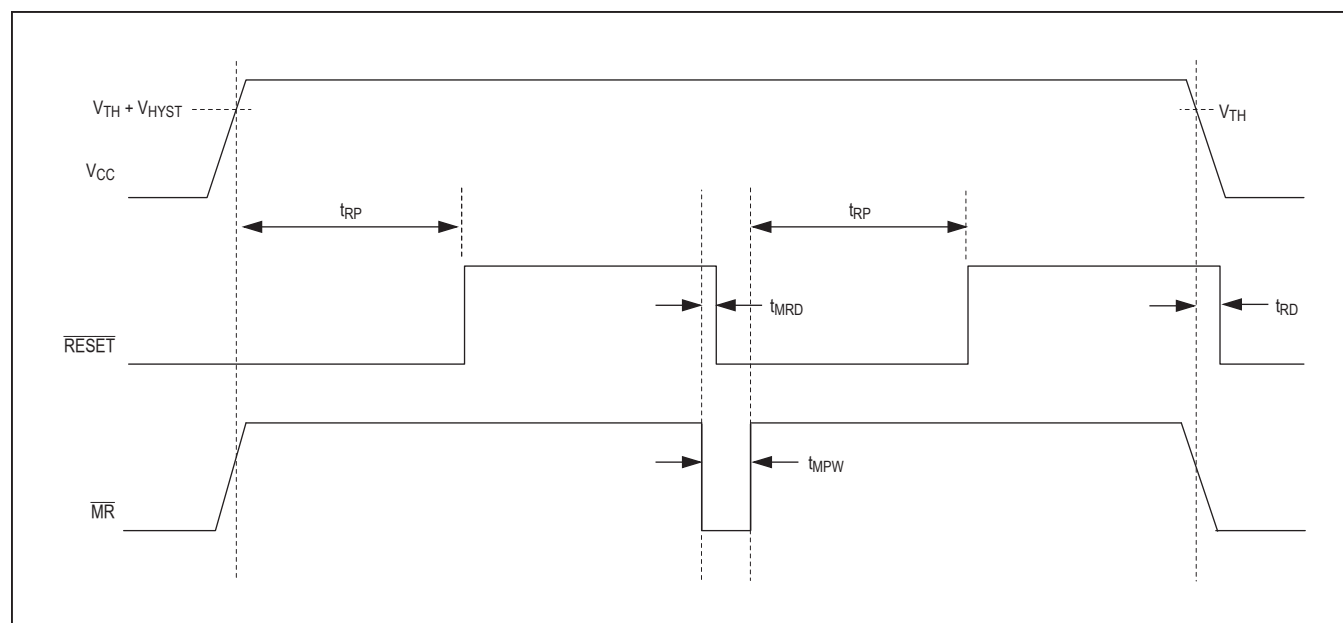 VTH + VHYST
VTH
VCC
tRP
tRP
tMRD
tRD
RESET
tMPW
MR